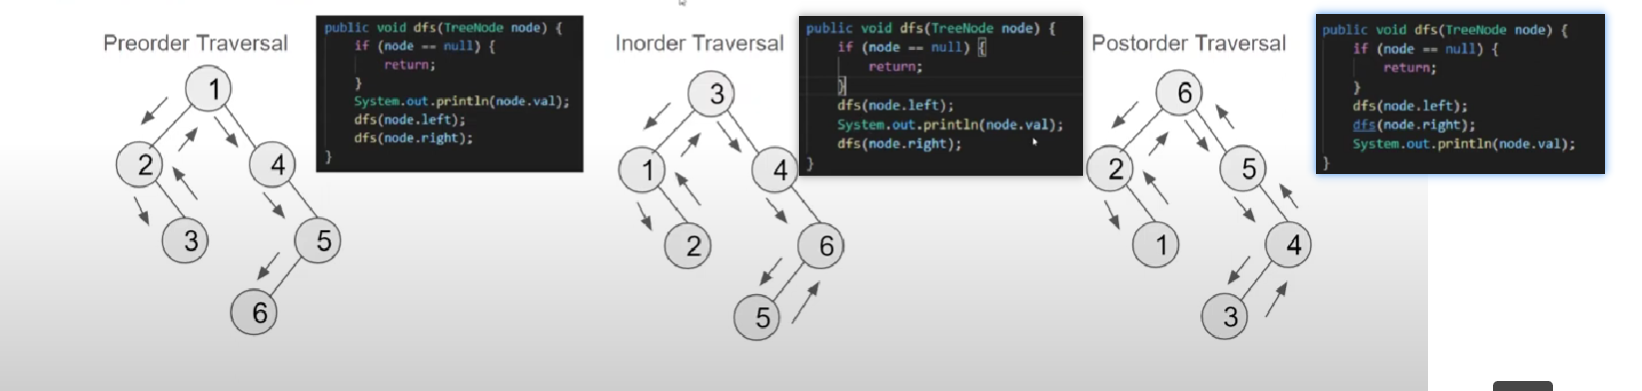 Preorder Traversal
public void dfs(TreeNode node) {
if (node == null) {
return;
}
System.out.println(node.val);
dfs(node.left);
dfs(node.right);
}
1
2
4
3
5
6
Inorder Traversal
public void dfs(TreeNode node) {
if (node == null) {
return;
}
dfs(node.left);
System.out.println(node.val);
dfs(node.right);
}
3
1
4
2
6
5
Postorder Traversal
public void dfs(TreeNode node) {
if (node == null) {
return;
}
dfs(node.left);
dfs(node.right);
System.out.println(node.val);
}
6
2
5
1
4
3